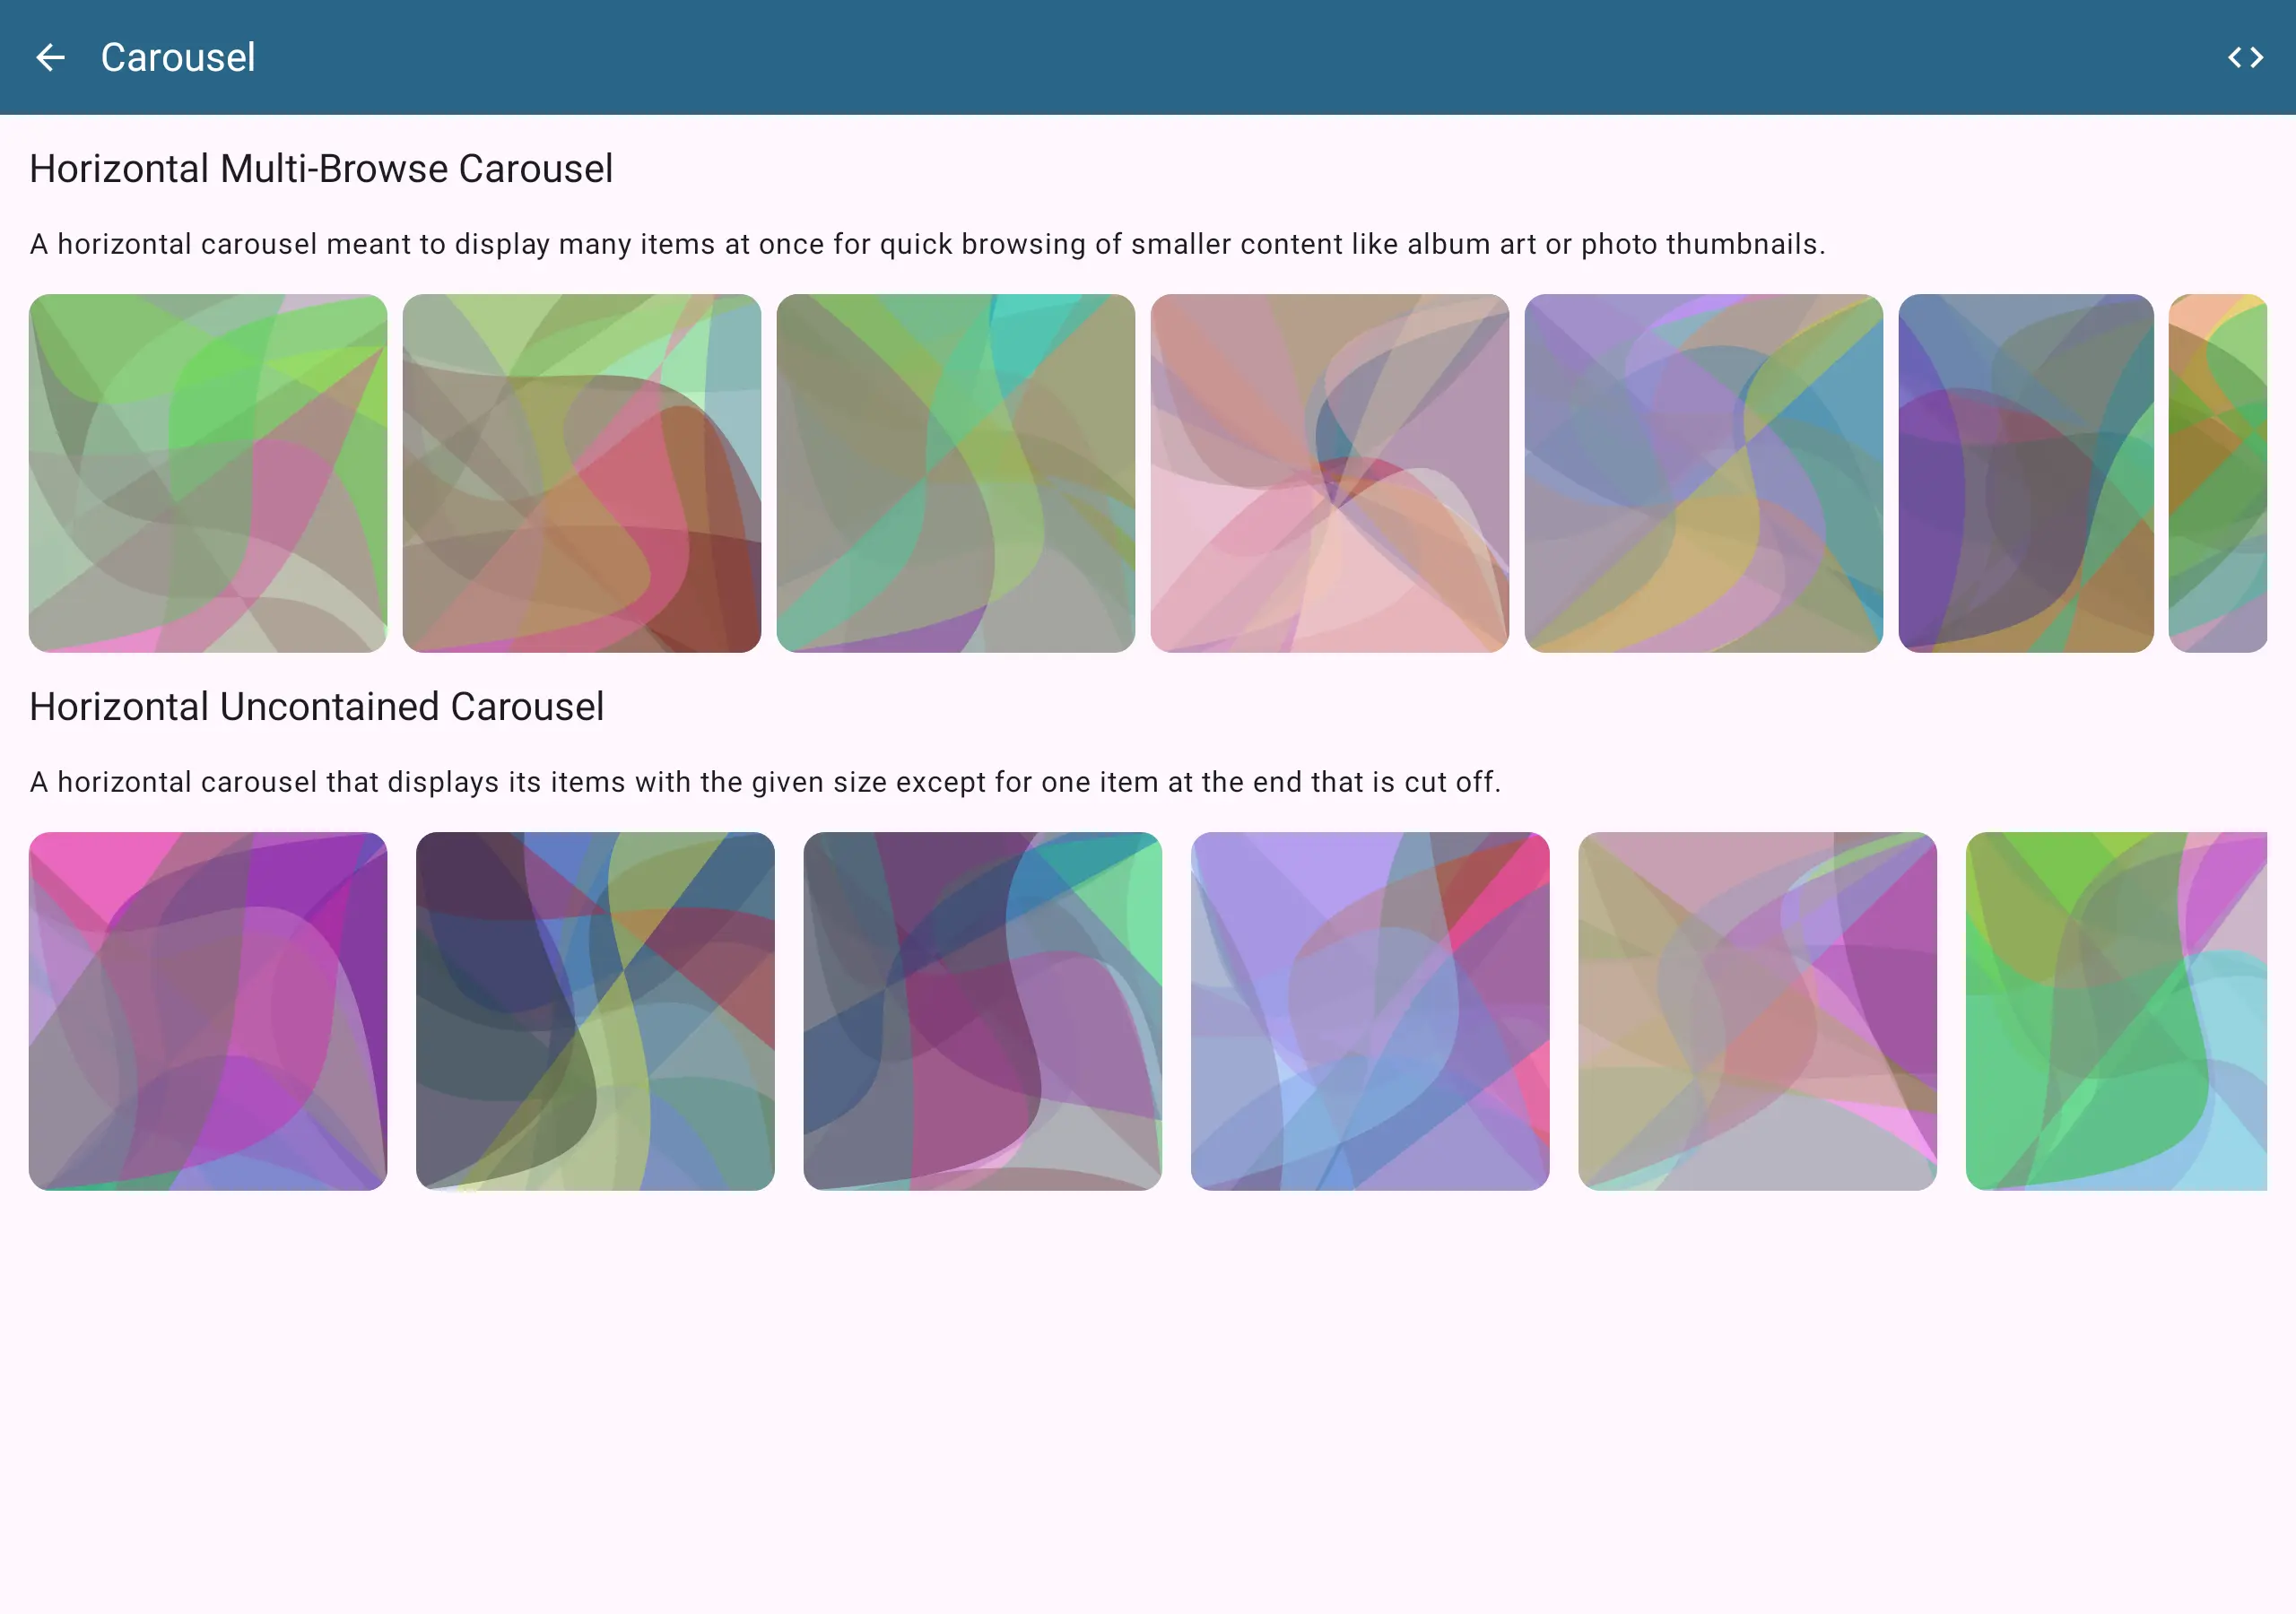 Carousel
Horizontal Multi-Browse Carousel
A horizontal carousel meant to display many items at once for quick browsing of smaller content like album art or photo thumbnails.
Horizontal Uncontained Carousel
A horizontal carousel that displays its items with the given size except for one item at the end that is cut off.